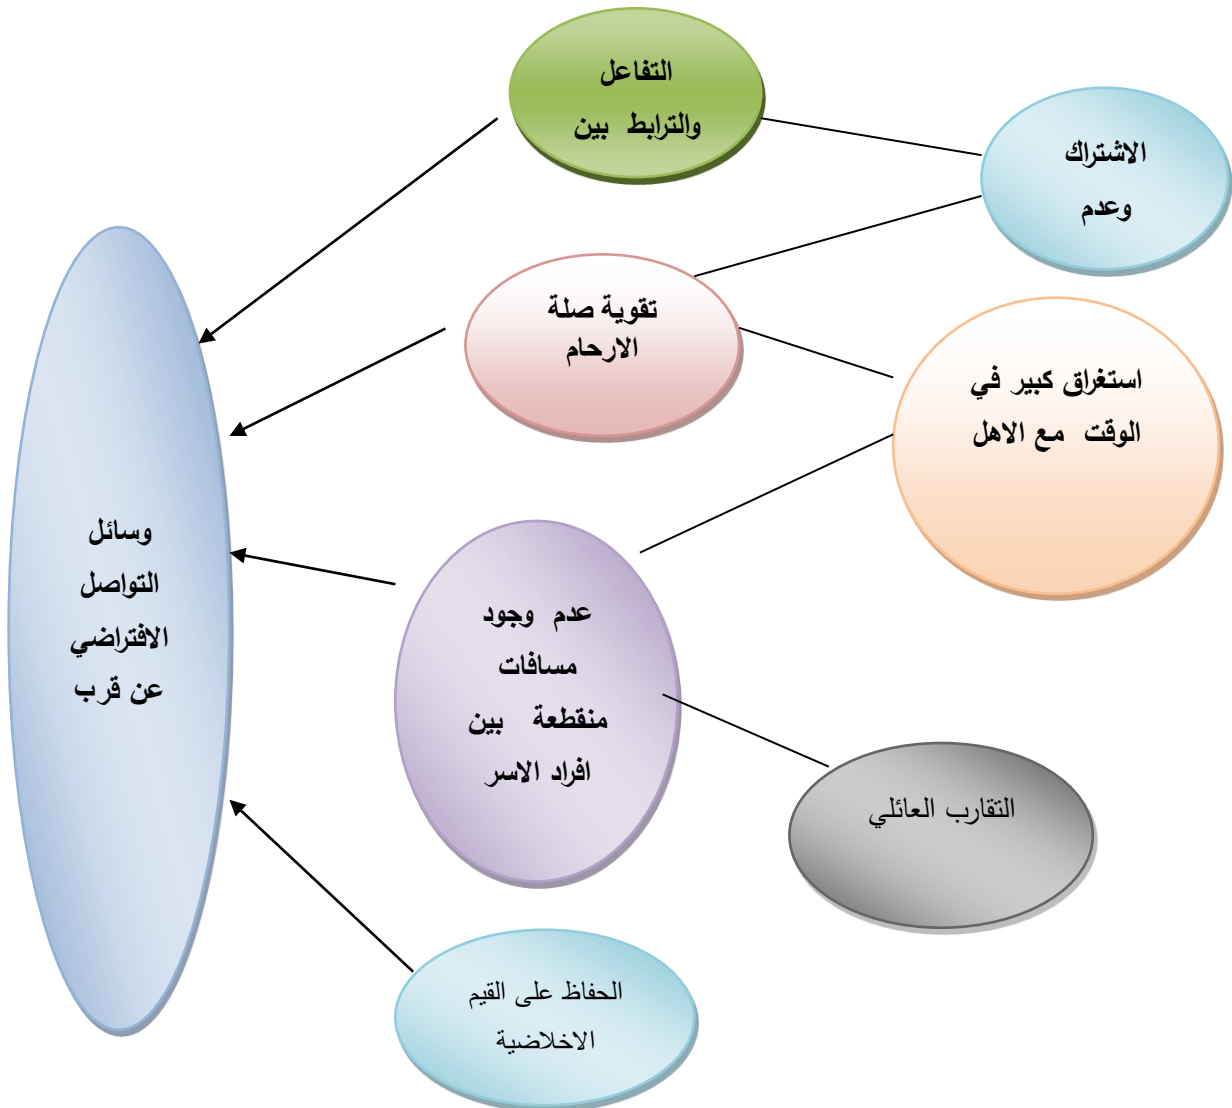 التفاعل
والترابط بين
الاشتراك
وعدم
تقوية صلة
الارحام
استغراق كبير في
الوقت مع الاهل
وسائل
التواصل
الافتراضي
عن قرب
عدم وجود
مسافات
منقطعة بين
افراد الاسر
التقارب العائلي
الحفاظ على القيم
الاخلاضية